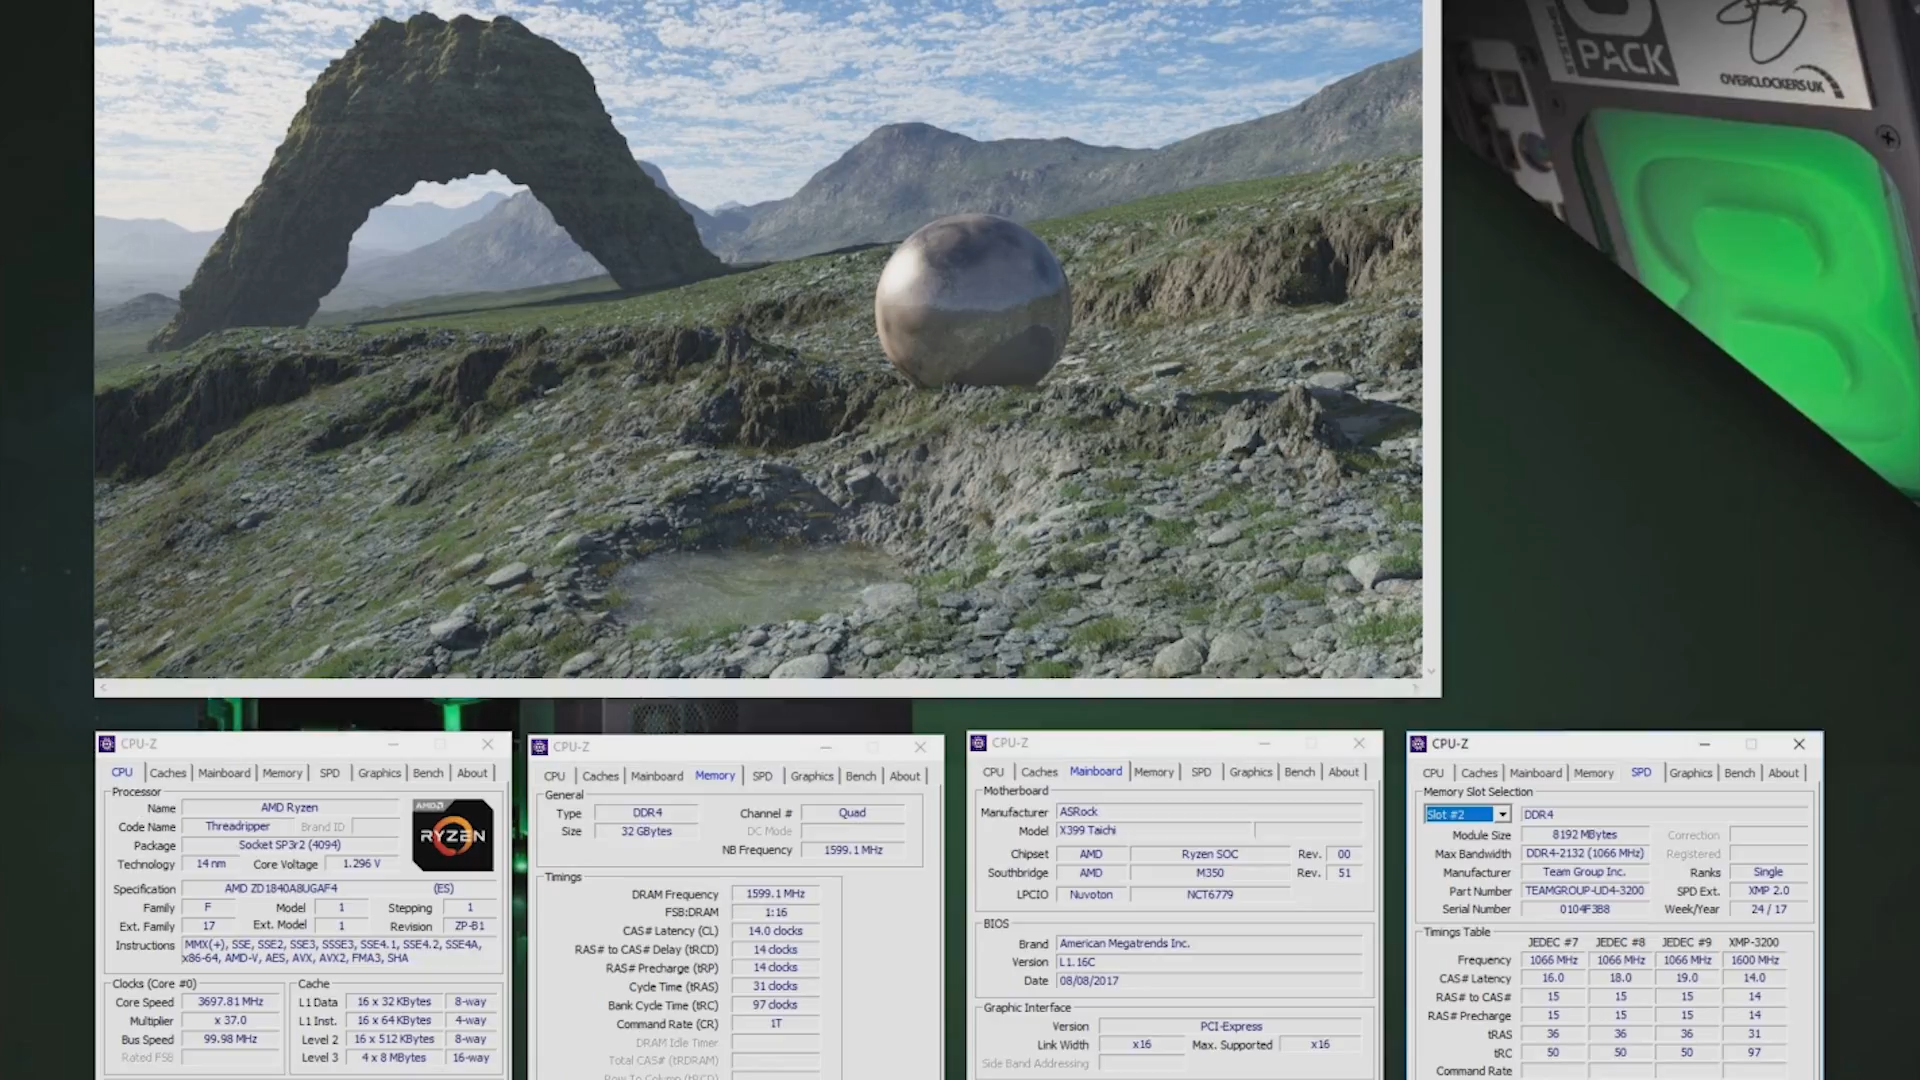 PACK
OVERCLOCKERS UK
CPU-Z
CPU Caches Mainboard Memory SPD Graphics Bench About
Processor
Name AMD Ryzen
Code Name Threadripper Brand ID
Package Socket SP3r2 (4094)
Technology 14 nm Core Voltage 1.296 V
AMD
RYZEN
Specification AMD ZD1840A8UGAF4 (ES)
Family F Model 1 Stepping 1
Ext. Family 17 Ext. Model 1 Revision ZP-B1
Instructions MMX(+), SSE, SSE2, SSE3, SSSE3, SSE4.1, SSE4.2, SSE4A,
x86-64, AMD-V, AES, AVX, AVX2, FMA3, SHA
Clocks (Core #0)
Core Speed 3697.81 MHz
Multiplier x 37.0
Bus Speed 99.98 MHz
Rated FSB
Cache
L1 Data 16 x 32 KBytes 8-way
L1 Inst. 16 x 64 KBytes 4-way
Level 2 16 x 512 KBytes 8-way
Level 3 4 x 8 MBytes 16-way
CPU-Z
CPU Caches Mainboard Memory SPD Graphics Bench About
General
Type DDR4 Channel # Quad
Size 32 GBytes DC Mode
NB Frequency 1599.1 MHz
Timings
DRAM Frequency 1599.1 MHz
FSB:DRAM 1:16
CAS# Latency (CL) 14.0 clocks
RAS# to CAS# Delay (tRCD) 14 clocks
RAS# Precharge (tRP) 14 clocks
Cycle Time (tRAS) 31 clocks
Bank Cycle Time (tRC) 97 clocks
Command Rate (CR) 1T
DRAM Idle Timer
Total CAS# (tRDRAM)
Row To Column (tRCD)
CPU-Z
CPU Caches Mainboard Memory SPD Graphics Bench About
Motherboard
Manufacturer ASRock
Model X399 Taichi
Chipset AMD Ryzen SOC Rev. 00
Southbridge AMD M350 Rev. 51
LPCIO Nuvoton NCT6779
BIOS
Brand American Megatrends Inc.
Version L1.16C
Date 08/08/2017
Graphic Interface
Version PCI-Express
Link Width x16 Max. Supported x16
Side Band Addressing
CPU-Z
CPU Caches Mainboard Memory SPD Graphics Bench About
Memory Slot Selection
Slot #2 DDR4
Module Size 8192 MBytes Correction
Max Bandwidth DDR4-2132 (1066 MHz) Registered
Manufacturer Team Group Inc. Ranks Single
Part Number TEAMGROUP-UD4-3200 SPD Ext. XMP 2.0
Serial Number 0104F3B8 Week/Year 24 / 17
Timings Table
JEDEC #7 JEDEC #8 JEDEC #9 XMP-3200
Frequency 1066 MHz 1066 MHz 1066 MHz 1600 MHz
CAS# Latency 16.0 18.0 19.0 14.0
RAS# to CAS# 15 15 15 14
RAS# Precharge 15 15 15 14
tRAS 36 36 36 31
tRC 50 50 50 97
Command Rate